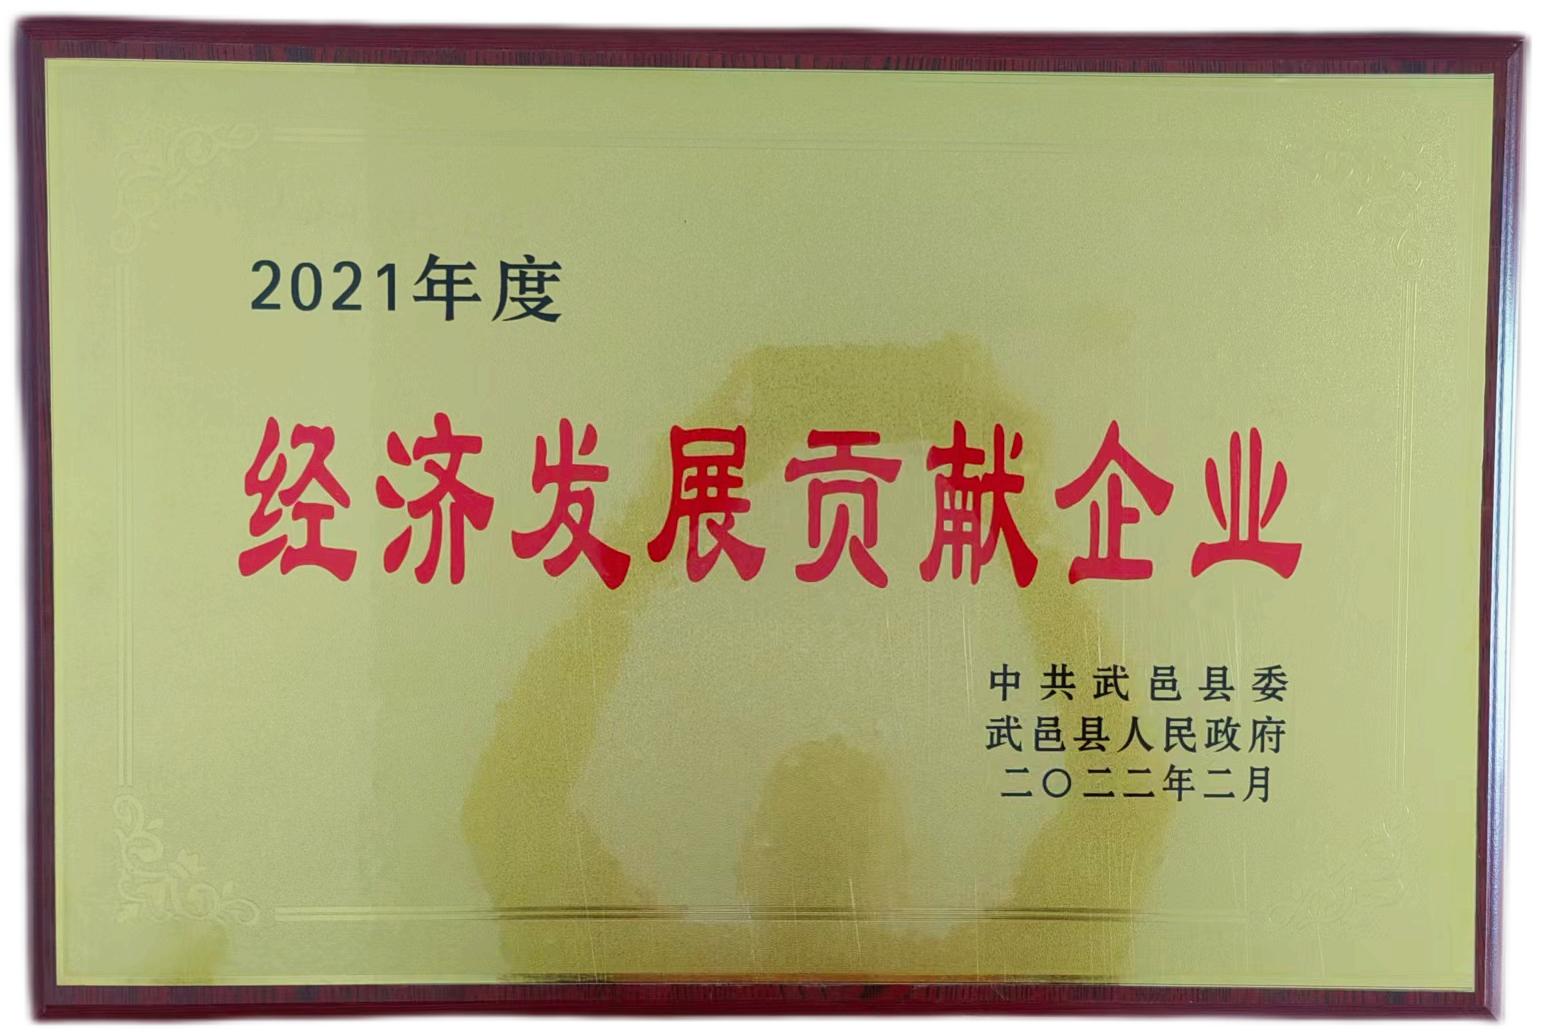 2021年度
经济发展贡献企业
中共武邑县委
武邑县人民政府
二〇二二年二月